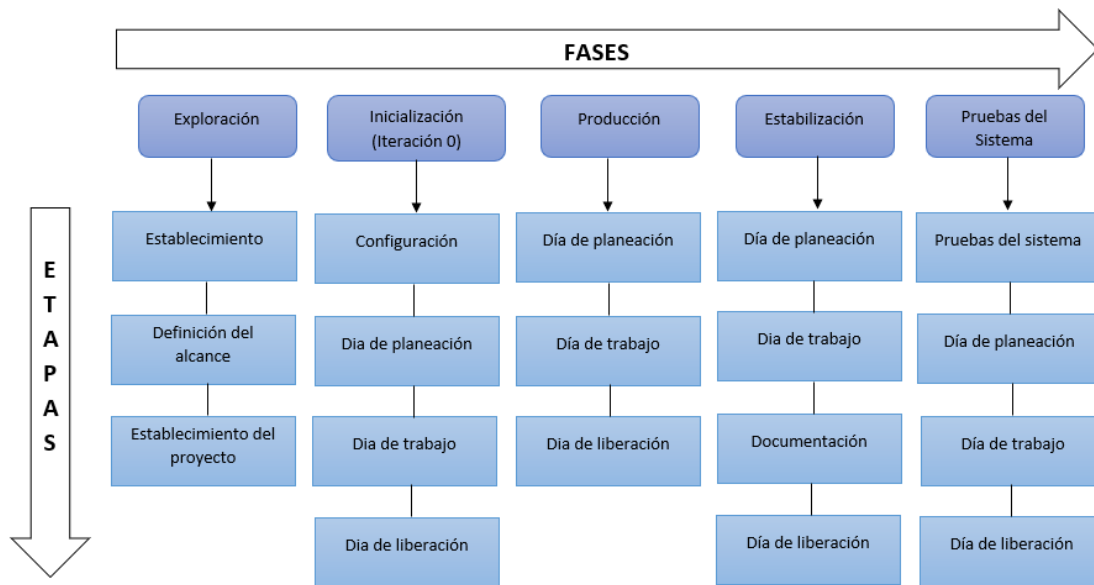 FASES
Exploración
Inicialización
(Iteración 0)
Producción
Estabilización
Pruebas del
Sistema
ETAPAS
Establecimiento
Configuración
Día de planeación
Día de planeación
Pruebas del sistema
Definición del
alcance
Dia de planeación
Día de trabajo
Dia de trabajo
Día de planeación
Establecimiento del
proyecto
Dia de trabajo
Dia de liberación
Documentación
Día de trabajo
Dia de liberación
Día de liberación
Día de liberación